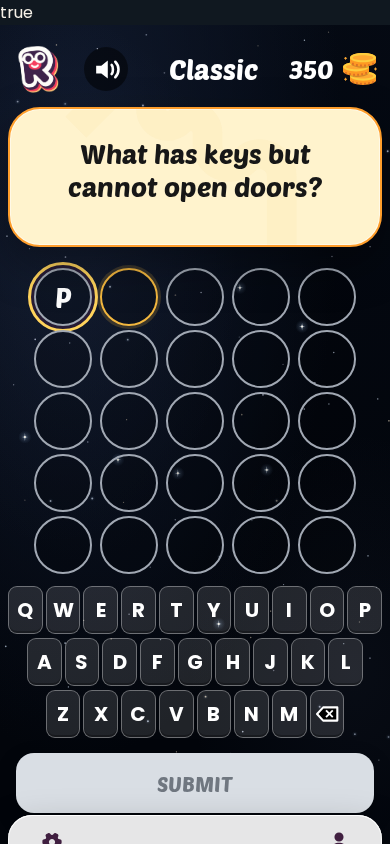 true
R
Classic 350
What has keys but
cannot open doors?
P
Q W E R T Y U I O P
A S D F G H J K L
Z X C V B N M
SUBMIT